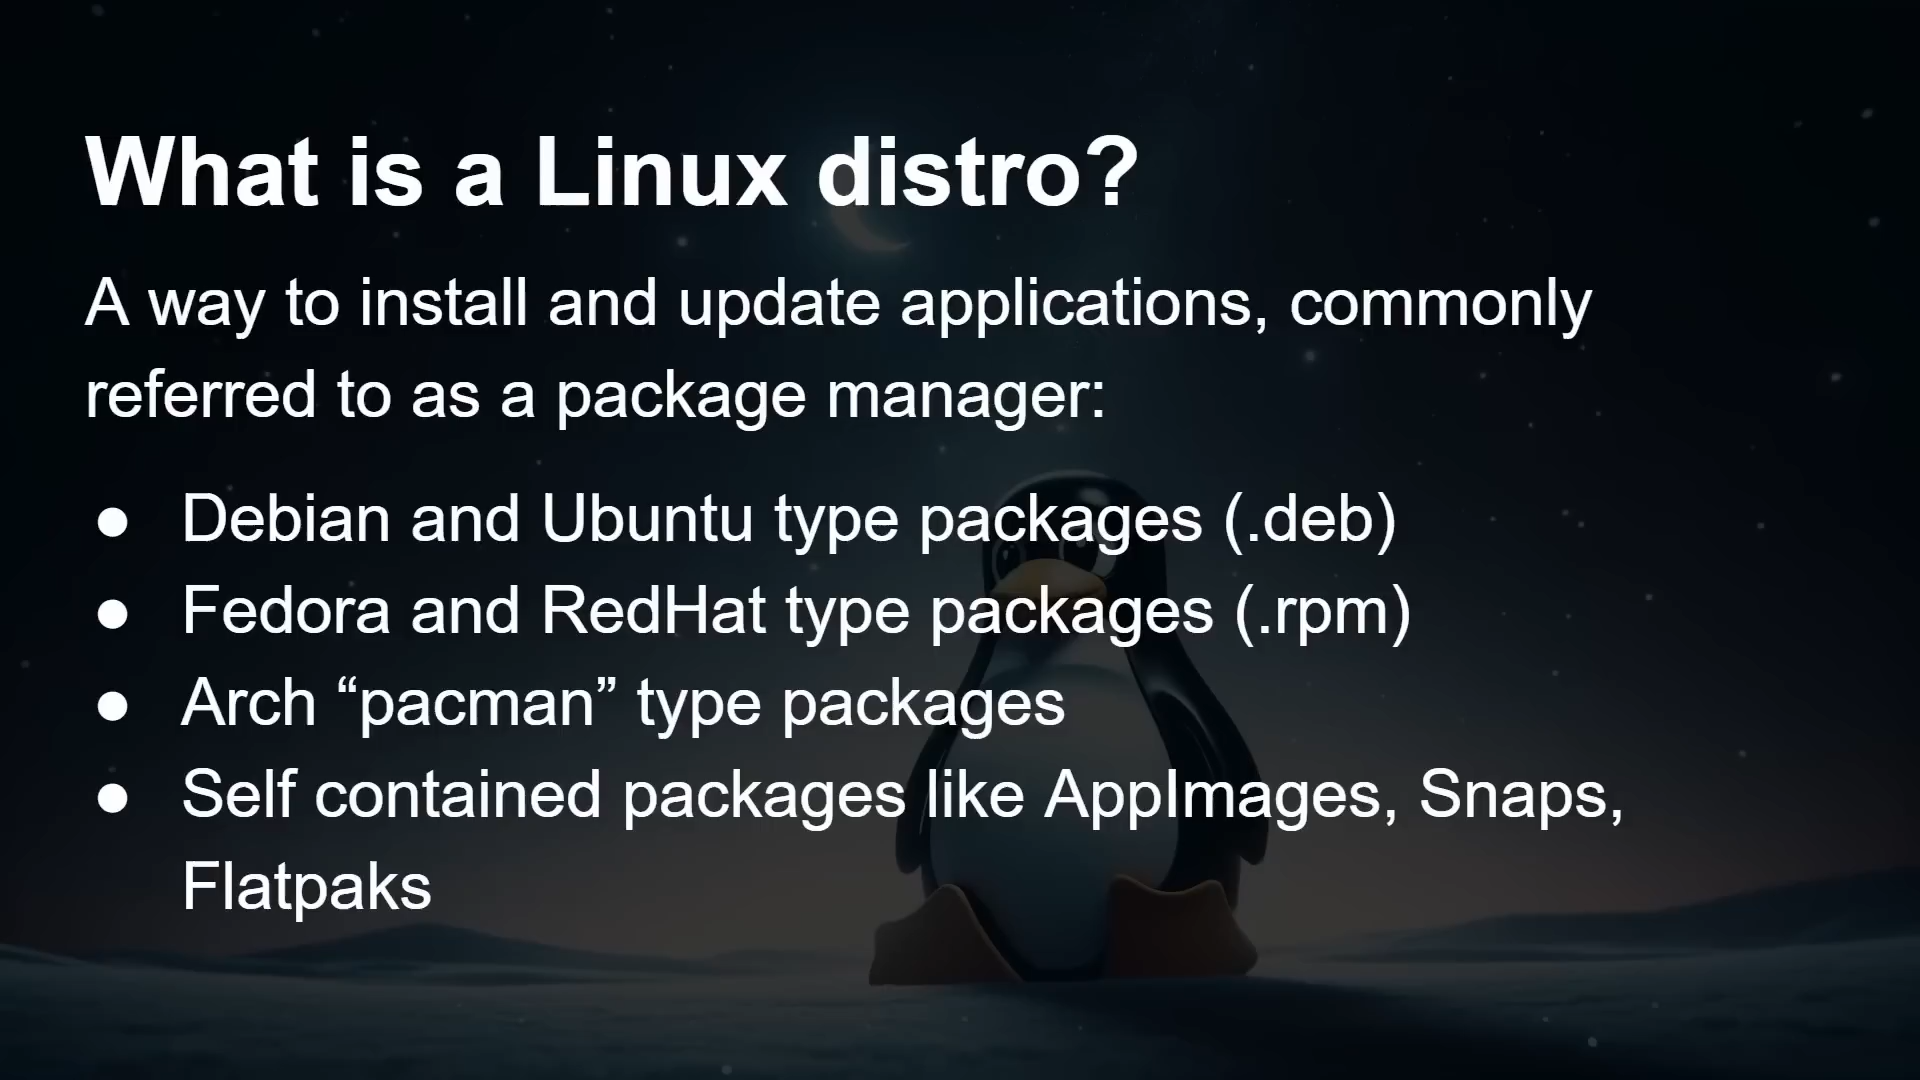 What is a Linux distro?
A way to install and update applications, commonly
referred to as a package manager:
● Debian and Ubuntu type packages (.deb)
● Fedora and RedHat type packages (.rpm)
● Arch “pacman” type packages
● Self contained packages like AppImages, Snaps,
Flatpaks